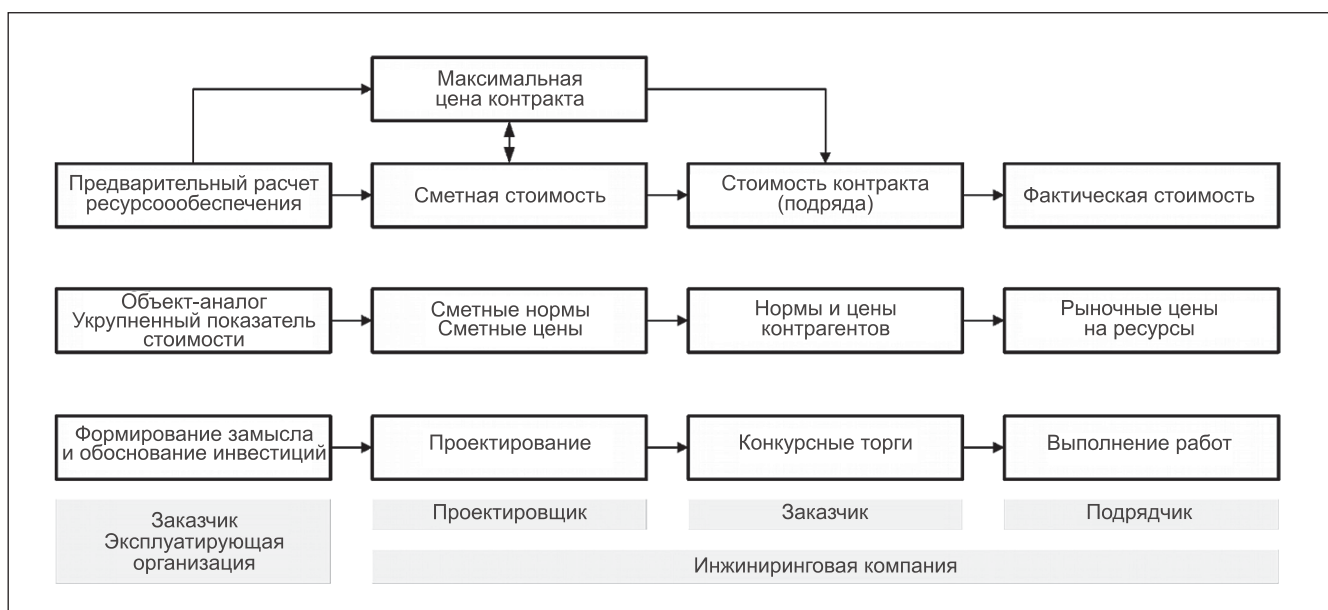 Максимальная
цена контракта
Предварительный расчет
ресурсоообеспечения
Сметная стоимость
Стоимость контракта
(подряда)
Фактическая стоимость
Объект-аналог
Укрупненный показатель
стоимости
Сметные нормы
Сметные цены
Нормы и цены
контрагентов
Рыночные цены
на ресурсы
Формирование замысла
и обоснование инвестиций
Проектирование
Конкурсные торги
Выполнение работ
Заказчик
Эксплуатирующая
организация
Проектировщик
Заказчик
Подрядчик
Инжиниринговая компания